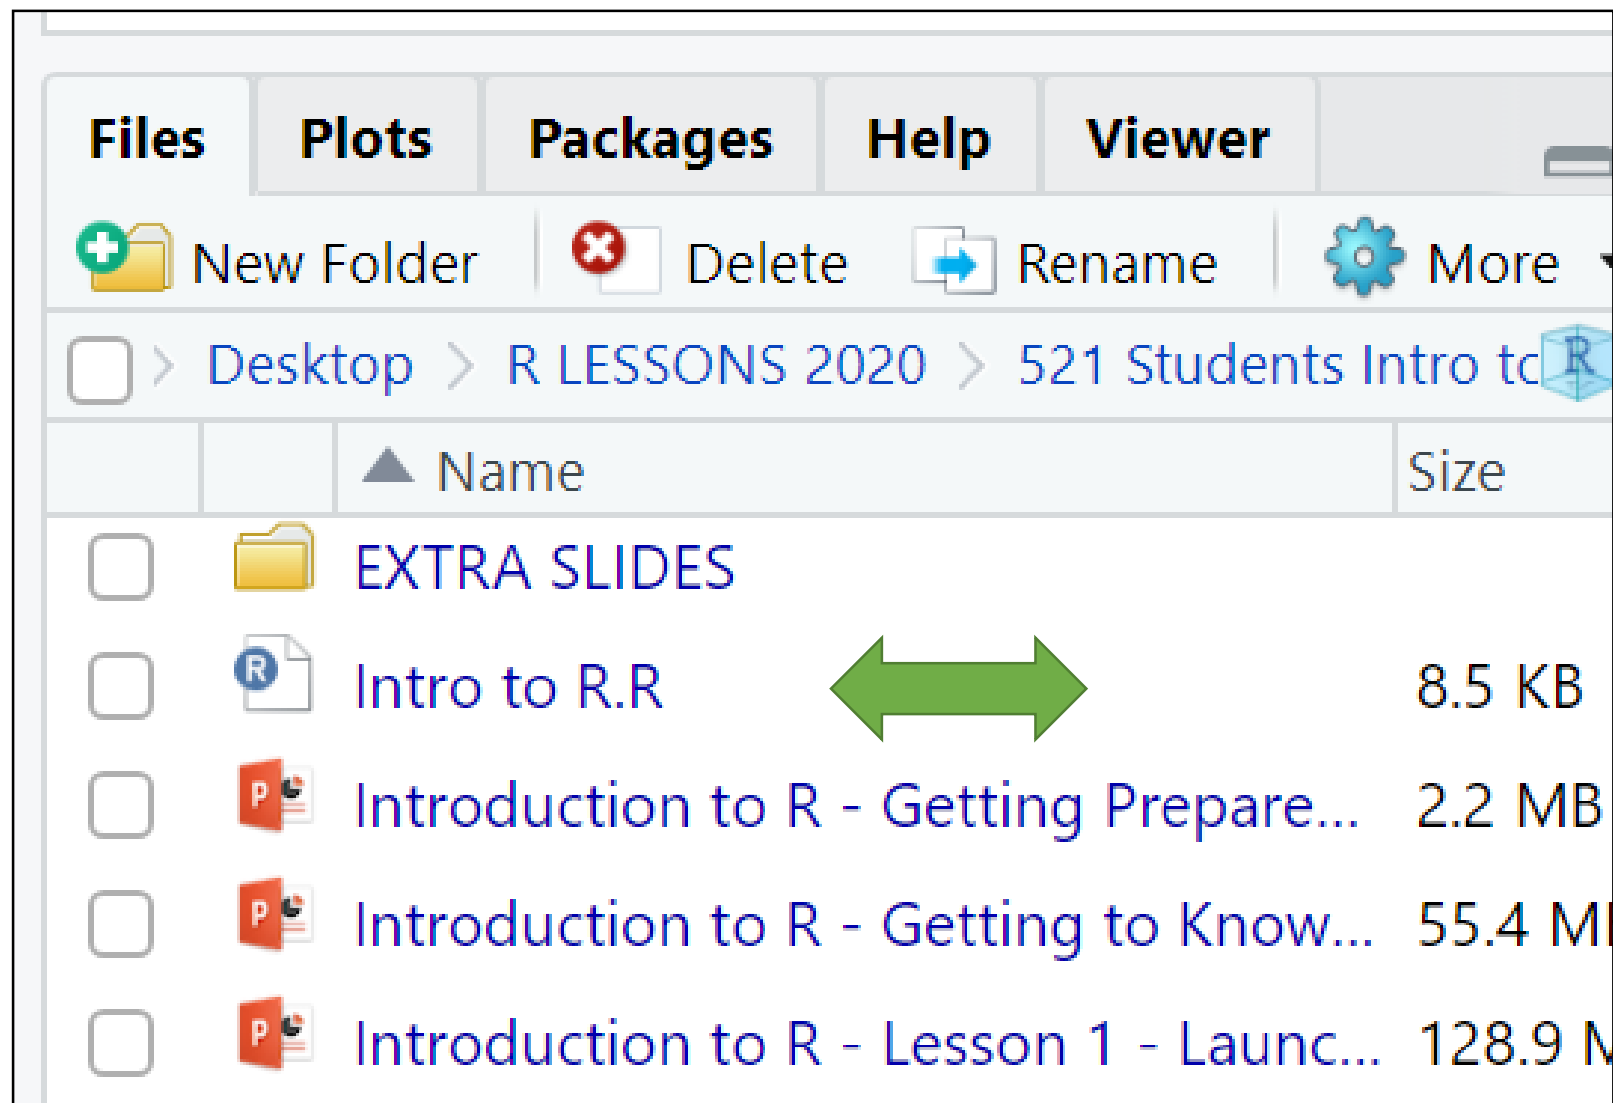 Files Plots Packages Help Viewer
New Folder Delete Rename More
Desktop R LESSONS 2020 521 Students Intro R
Name Size
EXTRA SLIDES
R Intro to R.R 8.5 KB
P Introduction to R - Getting Prepare... 2.2 MB
P Introduction to R - Getting to Know... 55.4
P Introduction to R - Lesson 1 - Launc... 128.9